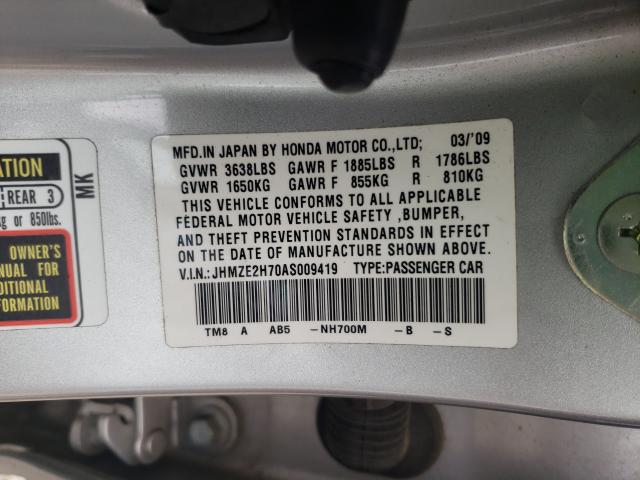 MFD.IN JAPAN BY HONDA MOTOR CO.,LTD; 03/'09
GVWR 3638LBS GAWR F 1885LBS R 1786LBS
GVWR 1650KG GAWR F 855KG R 810KG
THIS VEHICLE CONFORMS TO ALL APPLICABLE
FEDERAL MOTOR VEHICLE SAFETY ,BUMPER,
AND THEFT PREVENTION STANDARDS IN EFFECT
ON THE DATE OF MANUFACTURE SHOWN ABOVE.
V.I.N.:JHMZE2H70AS009419 TYPE:PASSENGER CAR
TM8 A AB5 -NH700M -B -S
ATION
REAR 3
kg or 850lbs.
OWNER'S
NUAL FOR
DDITIONAL
FORMATION
MK